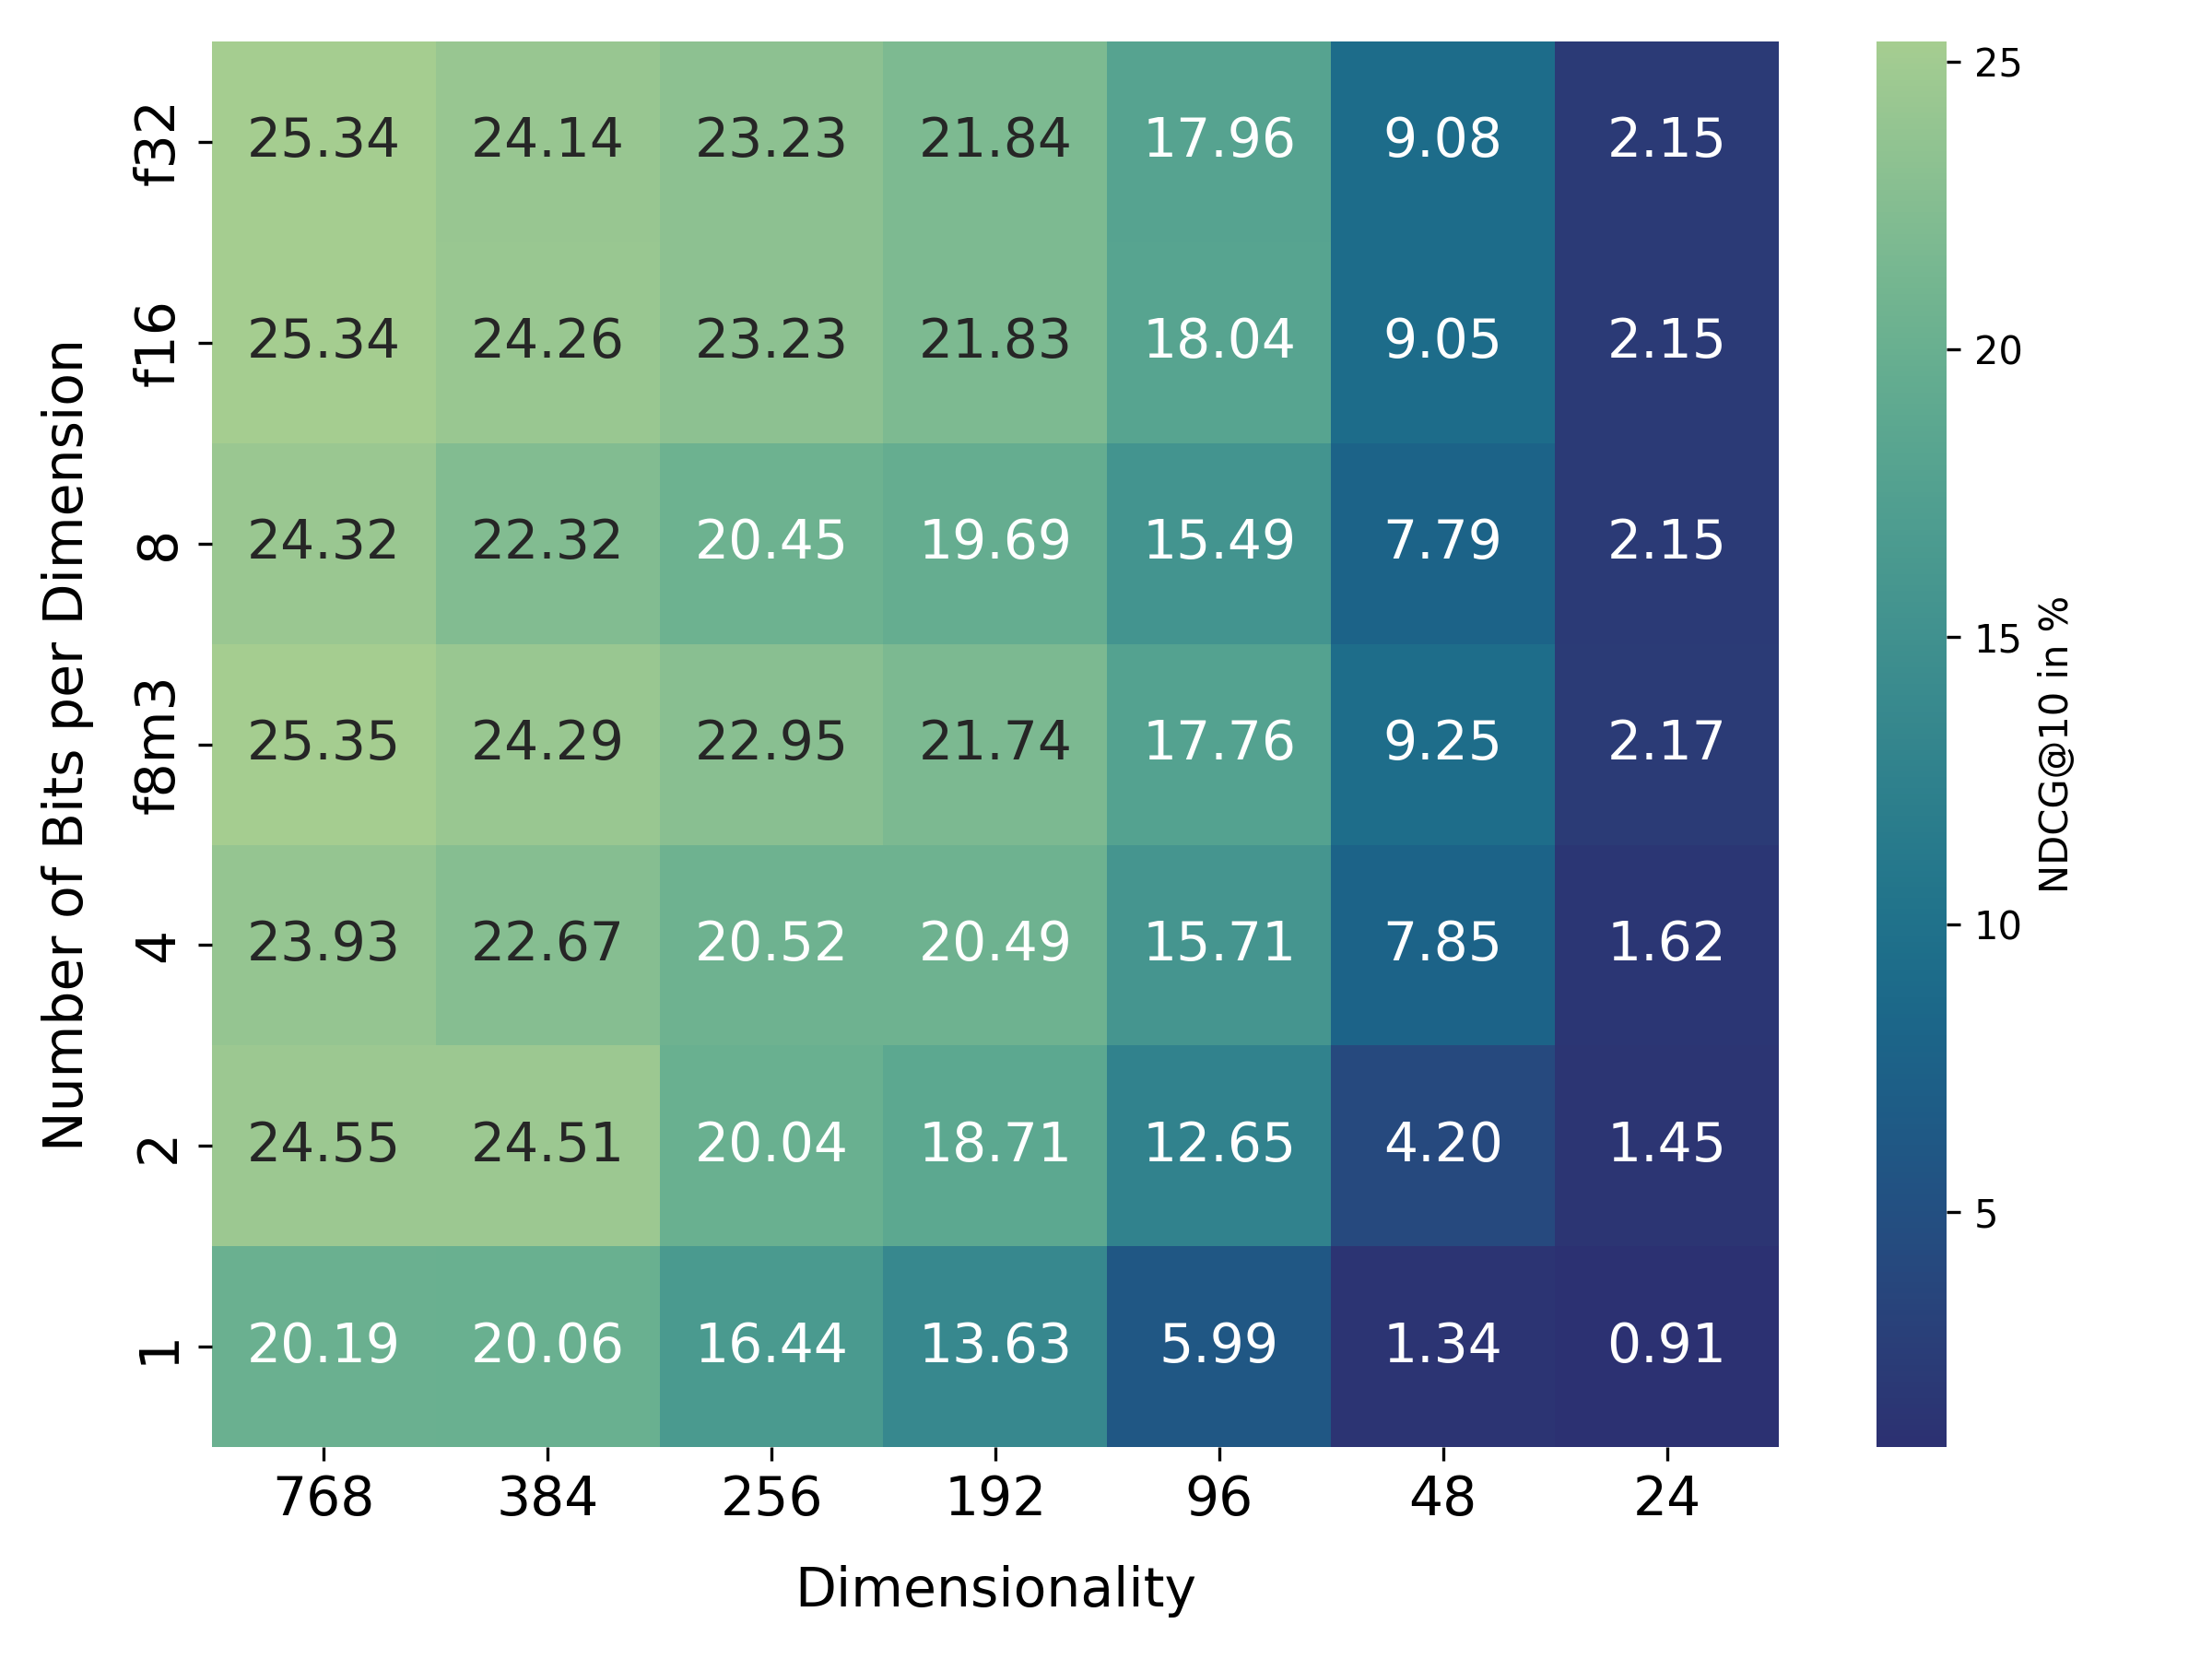 Number of Bits per Dimension
f32 25.34 24.14 23.23 21.84 17.96 9.08 2.15
f16 25.34 24.26 23.23 21.83 18.04 9.05 2.15
8 24.32 22.32 20.45 19.69 15.49 7.79 2.15
f8m3 25.35 24.29 22.95 21.74 17.76 9.25 2.17
4 23.93 22.67 20.52 20.49 15.71 7.85 1.62
2 24.55 24.51 20.04 18.71 12.65 4.20 1.45
1 20.19 20.06 16.44 13.63 5.99 1.34 0.91
768 384 256 192 96 48 24
Dimensionality
25
20
15
10
5
NDCG@10 in %